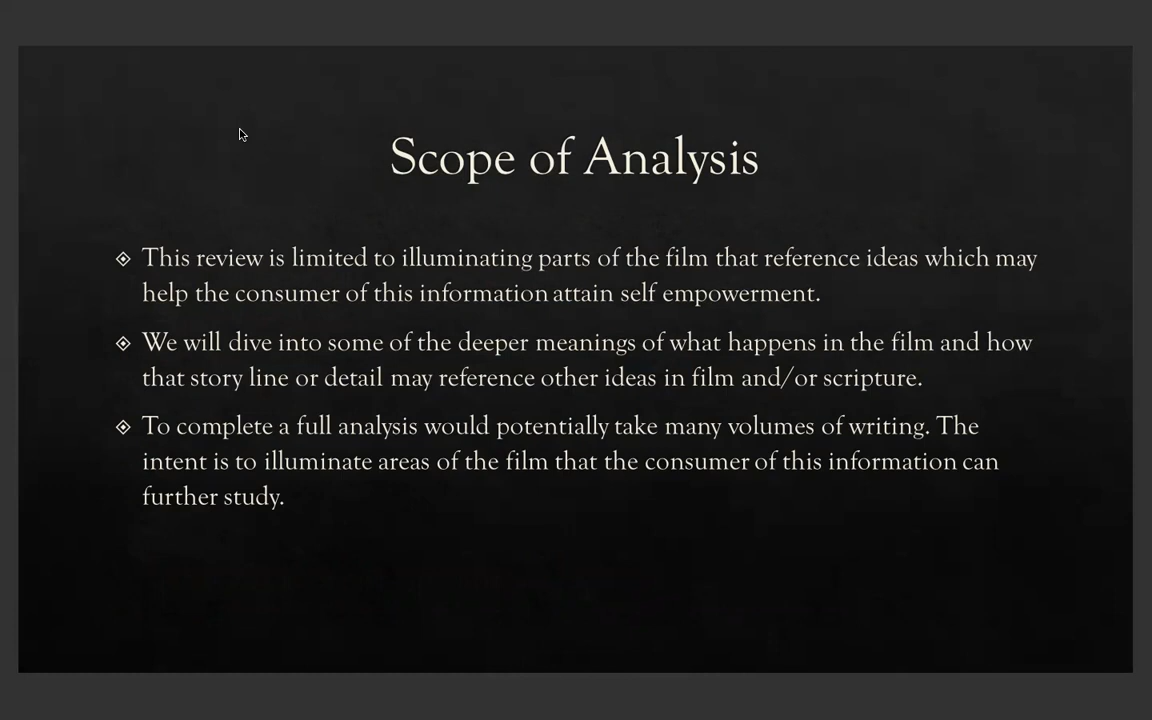 Scope of Analysis
This review is limited to illuminating parts of the film that reference ideas which may
help the consumer of this information attain self empowerment.
We will dive into some of the deeper meanings of what happens in the film and how
that story line or detail may reference other ideas in film and/or scripture.
To complete a full analysis would potentially take many volumes of writing. The
intent is to illuminate areas of the film that the consumer of this information can
further study.